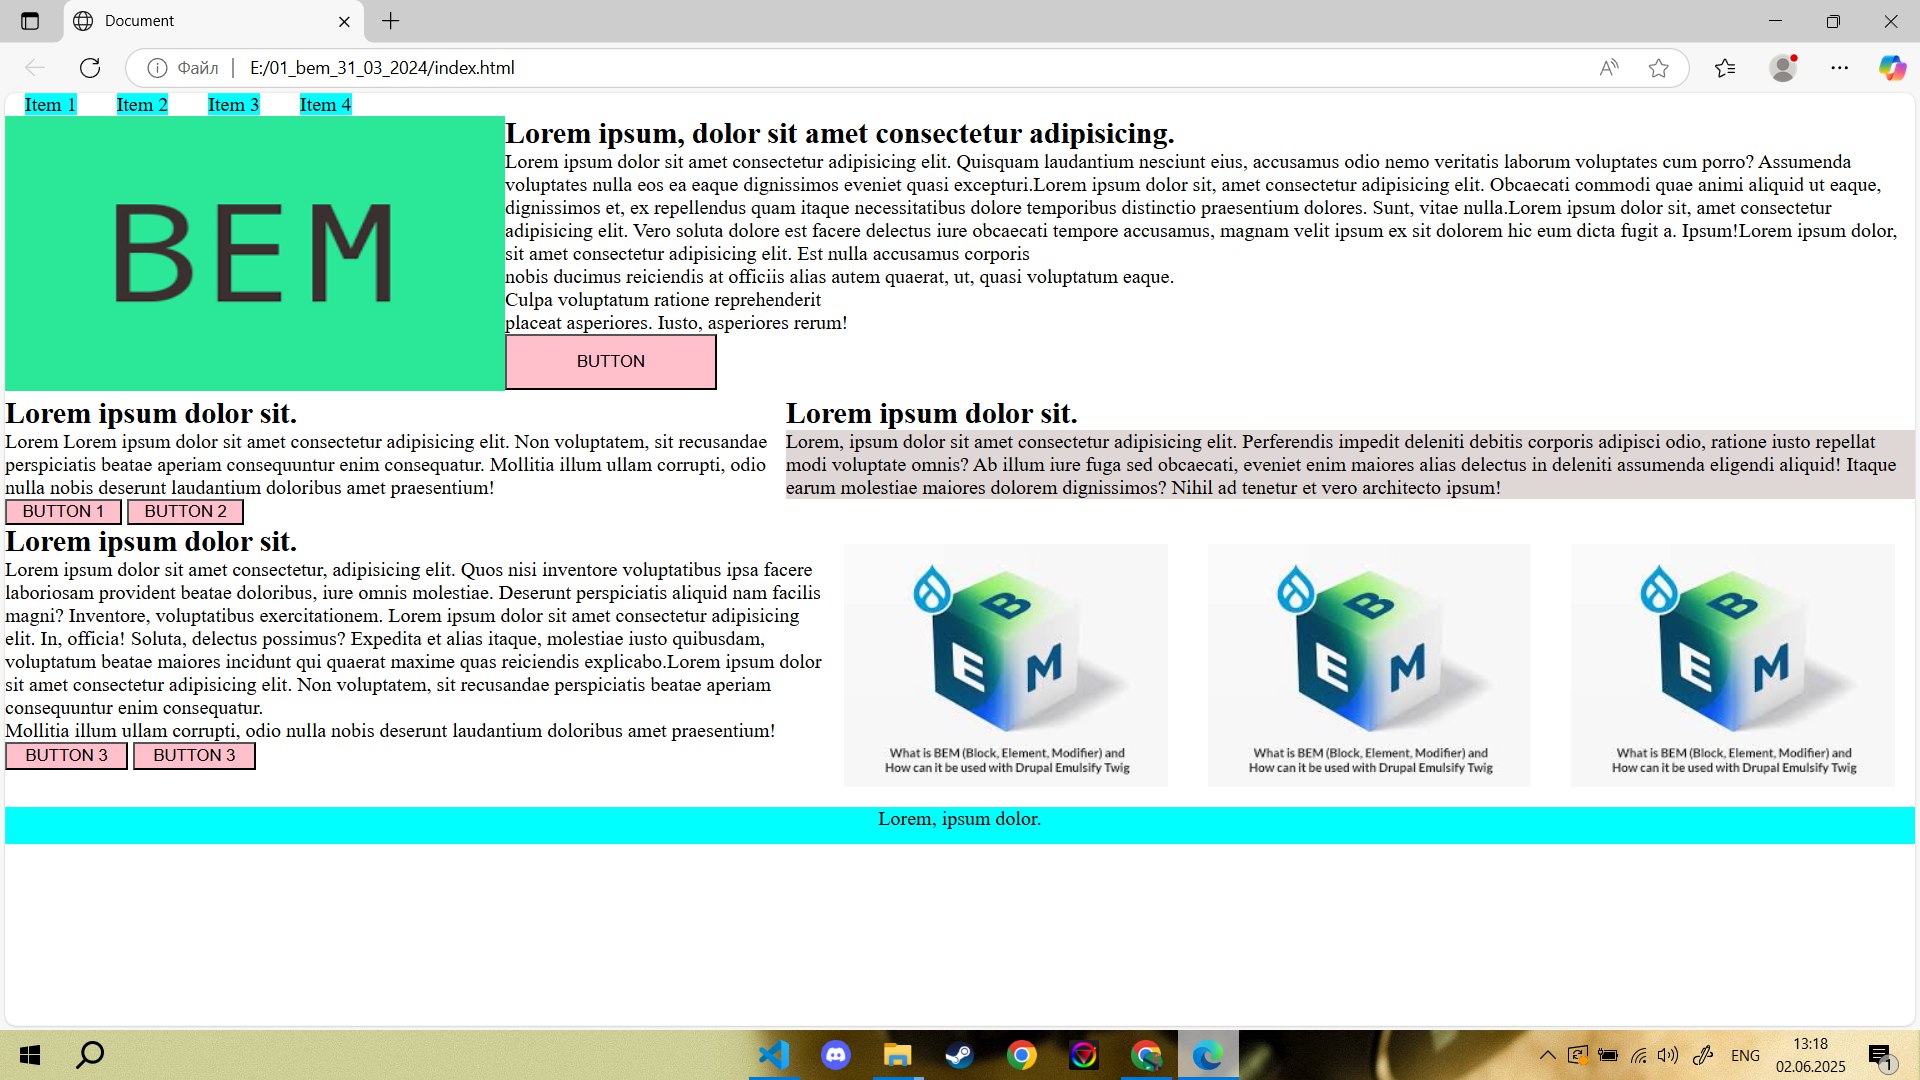 Document
Файл
E:/01_bem_31_03_2024/index.html
Item 1 Item 2 Item 3 Item 4
BEM
Lorem ipsum, dolor sit amet consectetur adipisicing.
Lorem ipsum dolor sit amet consectetur adipisicing elit. Quisquam laudantium nesciunt eius, accusamus odio nemo veritatis laborum voluptates cum porro? Assumenda
voluptates nulla eos ea eaque dignissimos eveniet quasi excepturi.Lorem ipsum dolor sit, amet consectetur adipisicing elit. Obcaecati commodi quae animi aliquid ut eaque,
dignissimos et, ex repellendus quam itaque necessitatibus dolore temporibus distinctio praesentium dolores. Sunt, vitae nulla.Lorem ipsum dolor sit, amet consectetur
adipisicing elit. Vero soluta dolore est facere delectus iure obcaecati tempore accusamus, magnam velit ipsum ex sit dolorem hic eum dicta fugit a. Ipsum!Lorem ipsum dolor,
sit amet consectetur adipisicing elit. Est nulla accusamus corporis
nobis ducimus reiciendis at officiis alias autem quaerat, ut, quasi voluptatum eaque.
Culpa voluptatum ratione reprehenderit
placeat asperiores. Iusto, asperiores rerum!
BUTTON
Lorem ipsum dolor sit.
Lorem Lorem ipsum dolor sit amet consectetur adipisicing elit. Non voluptatem, sit recusandae
perspiciatis beatae aperiam consequuntur enim consequatur. Mollitia illum ullam corrupti, odio
nulla nobis deserunt laudantium doloribus amet praesentium!
BUTTON 1 BUTTON 2
Lorem ipsum dolor sit.
Lorem, ipsum dolor sit amet consectetur adipisicing elit. Perferendis impedit deleniti debitis corporis adipisci odio, ratione iusto repellat
modi voluptate omnis? Ab illum iure fuga sed obcaecati, eveniet enim maiores alias delectus in deleniti assumenda eligendi aliquid! Itaque
earum molestiae maiores dolorem dignissimos? Nihil ad tenetur et vero architecto ipsum!
Lorem ipsum dolor sit.
Lorem ipsum dolor sit amet consectetur, adipisicing elit. Quos nisi inventore voluptatibus ipsa facere
laboriosam provident beatae doloribus, iure omnis molestiae. Deserunt perspiciatis aliquid nam facilis
magni? Inventore, voluptatibus exercitationem. Lorem ipsum dolor sit amet consectetur adipisicing
elit. In, officia! Soluta, delectus possimus? Expedita et alias itaque, molestiae iusto quibusdam,
voluptatum beatae maiores incidunt qui quaerat maxime quas reiciendis explicabo.Lorem ipsum dolor
sit amet consectetur adipisicing elit. Non voluptatem, sit recusandae perspiciatis beatae aperiam
consequuntur enim consequatur.
Mollitia illum ullam corrupti, odio nulla nobis deserunt laudantium doloribus amet praesentium!
BUTTON 3 BUTTON 3
B
E M
What is BEM (Block, Element, Modifier) and
How can it be used with Drupal Emulsify Twig
B
E M
What is BEM (Block, Element, Modifier) and
How can it be used with Drupal Emulsify Twig
B
E M
What is BEM (Block, Element, Modifier) and
How can it be used with Drupal Emulsify Twig
Lorem, ipsum dolor.
ENG
13:18
02.06.2025
1